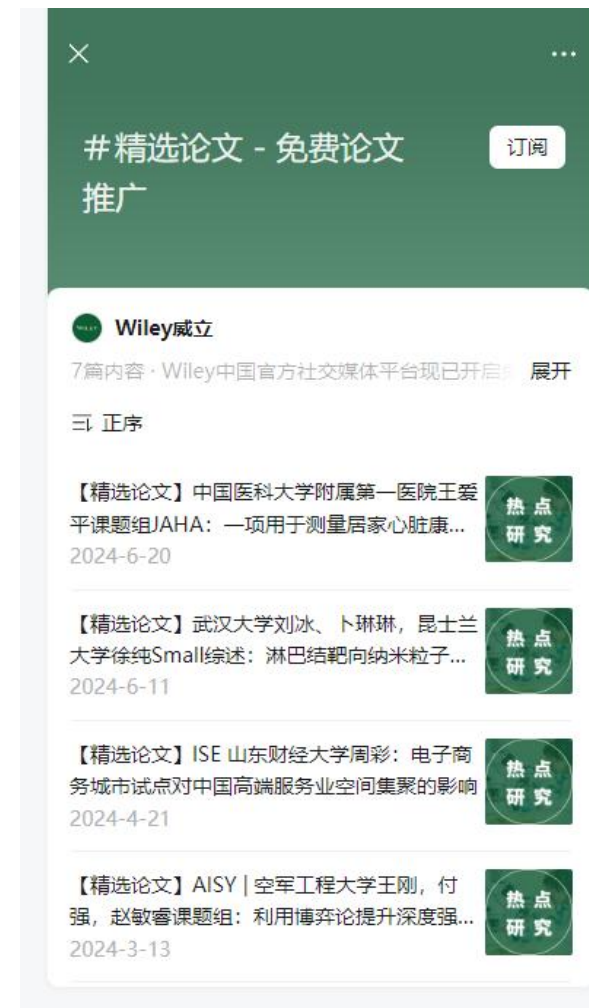 #精选论文 - 免费论文
推广
订阅
Wiley威立
7篇内容 · Wiley中国官方社交媒体平台现已开启
展开
正序
【精选论文】中国医科大学附属第一医院王爱
平课题组JAHA：一项用于测量居家心脏康...
2024-6-20
热点
研究
【精选论文】武汉大学刘冰、卜琳琳，昆士兰
大学徐纯Small综述：淋巴结靶向纳米粒子...
2024-6-11
热点
研究
【精选论文】ISE 山东财经大学周彩：电子商
务城市试点对中国高端服务业空间集聚的影响
2024-4-21
热点
研究
【精选论文】AISY | 空军工程大学王刚，付
强，赵敏睿课题组：利用博弈论提升深度强...
2024-3-13
热点
研究